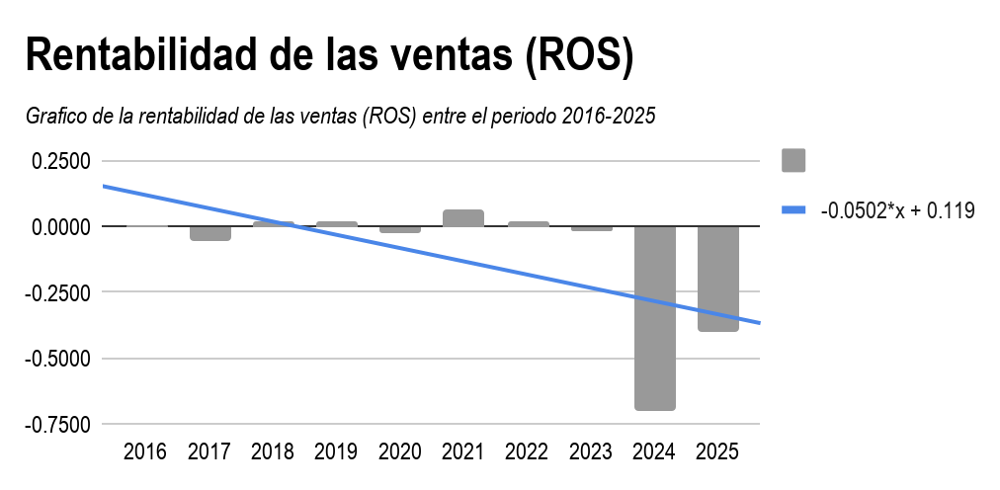 Rentabilidad de las ventas (ROS)
Grafico de la rentabilidad de las ventas (ROS) entre el periodo 2016-2025
0.2500
0.0000
-0.2500
-0.5000
-0.7500
2016 2017 2018 2019 2020 2021 2022 2023 2024 2025
-0.0502*x + 0.119